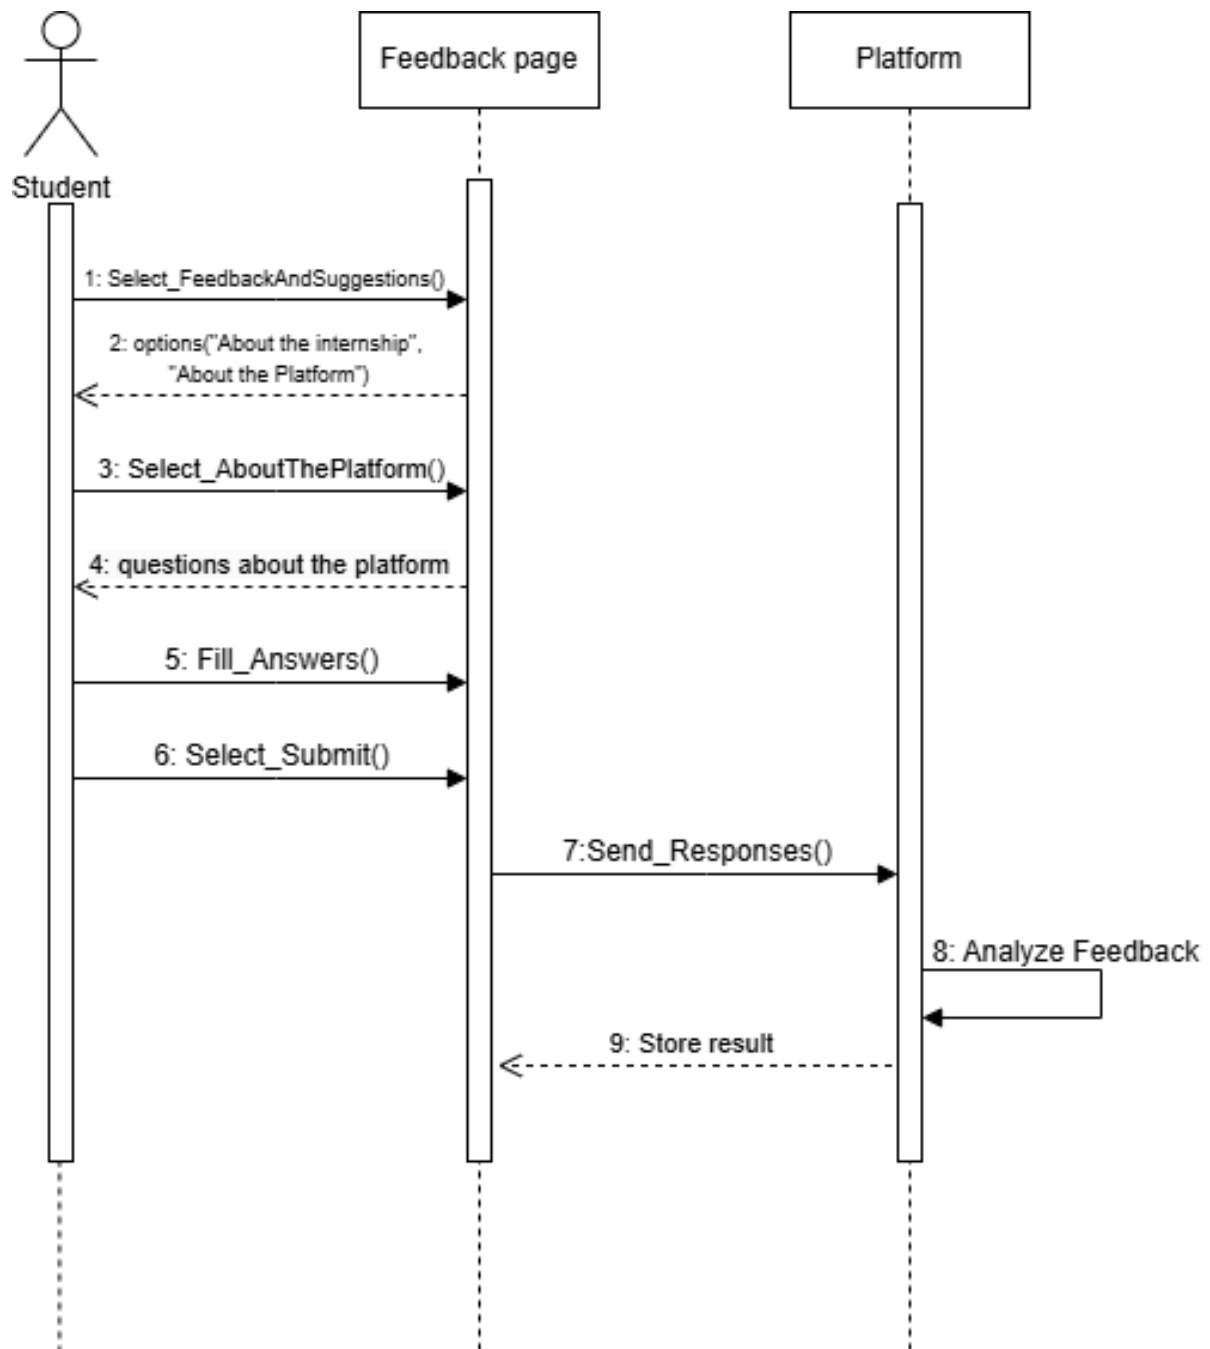 Feedback page
Platform
Student
1: Select_FeedbackAndSuggestions()
2: options("About the internship",
"About the Platform")
3: Select_AboutThePlatform()
4: questions about the platform
5: Fill_Answers()
6: Select_Submit()
7:Send_Responses()
8: Analyze Feedback
9: Store result